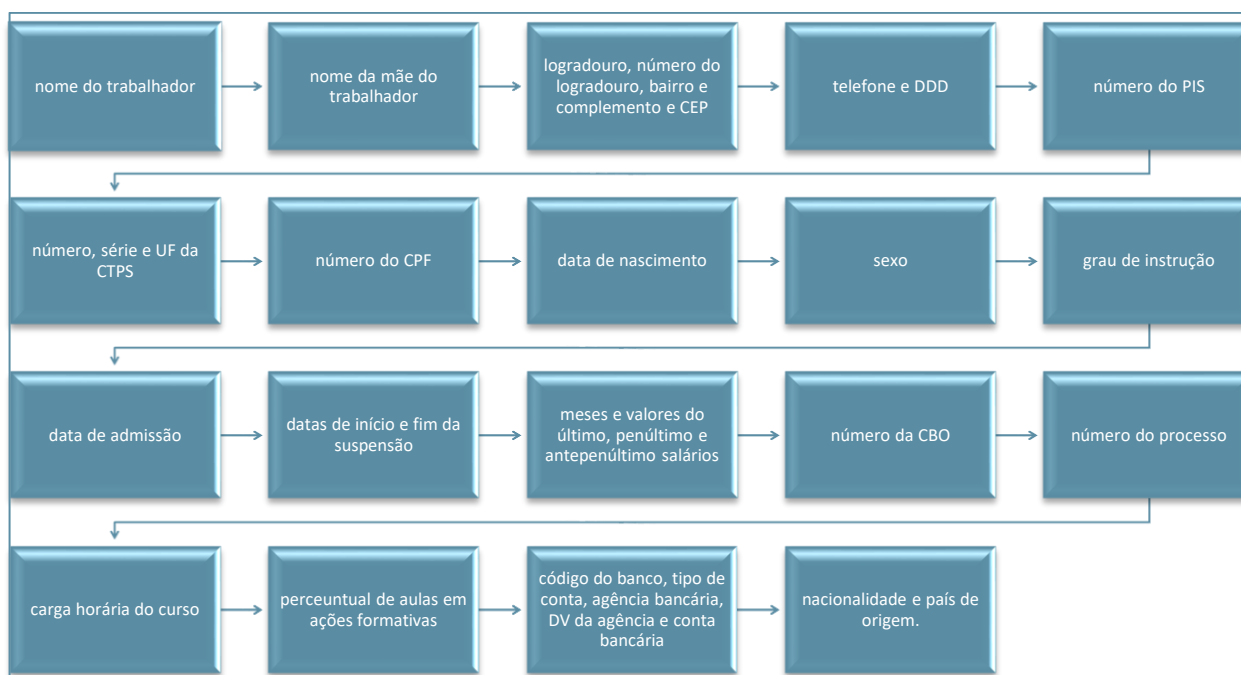 nome do trabalhador
nome da mãe do
trabalhador
logradouro, número do
logradouro, bairro e
complemento e CEP
telefone e DDD
número do PIS
número, série e UF da
CTPS
número do CPF
data de nascimento
sexo
grau de instrução
data de admissão
datas de início e fim da
suspensão
meses e valores do
último, penúltimo e
antepenúltimo salários
número da CBO
número do processo
carga horária do curso
perceuntual de aulas em
ações formativas
código do banco, tipo de
conta, agência bancária,
DV da agência e conta
bancária
nacionalidade e país de
origem.